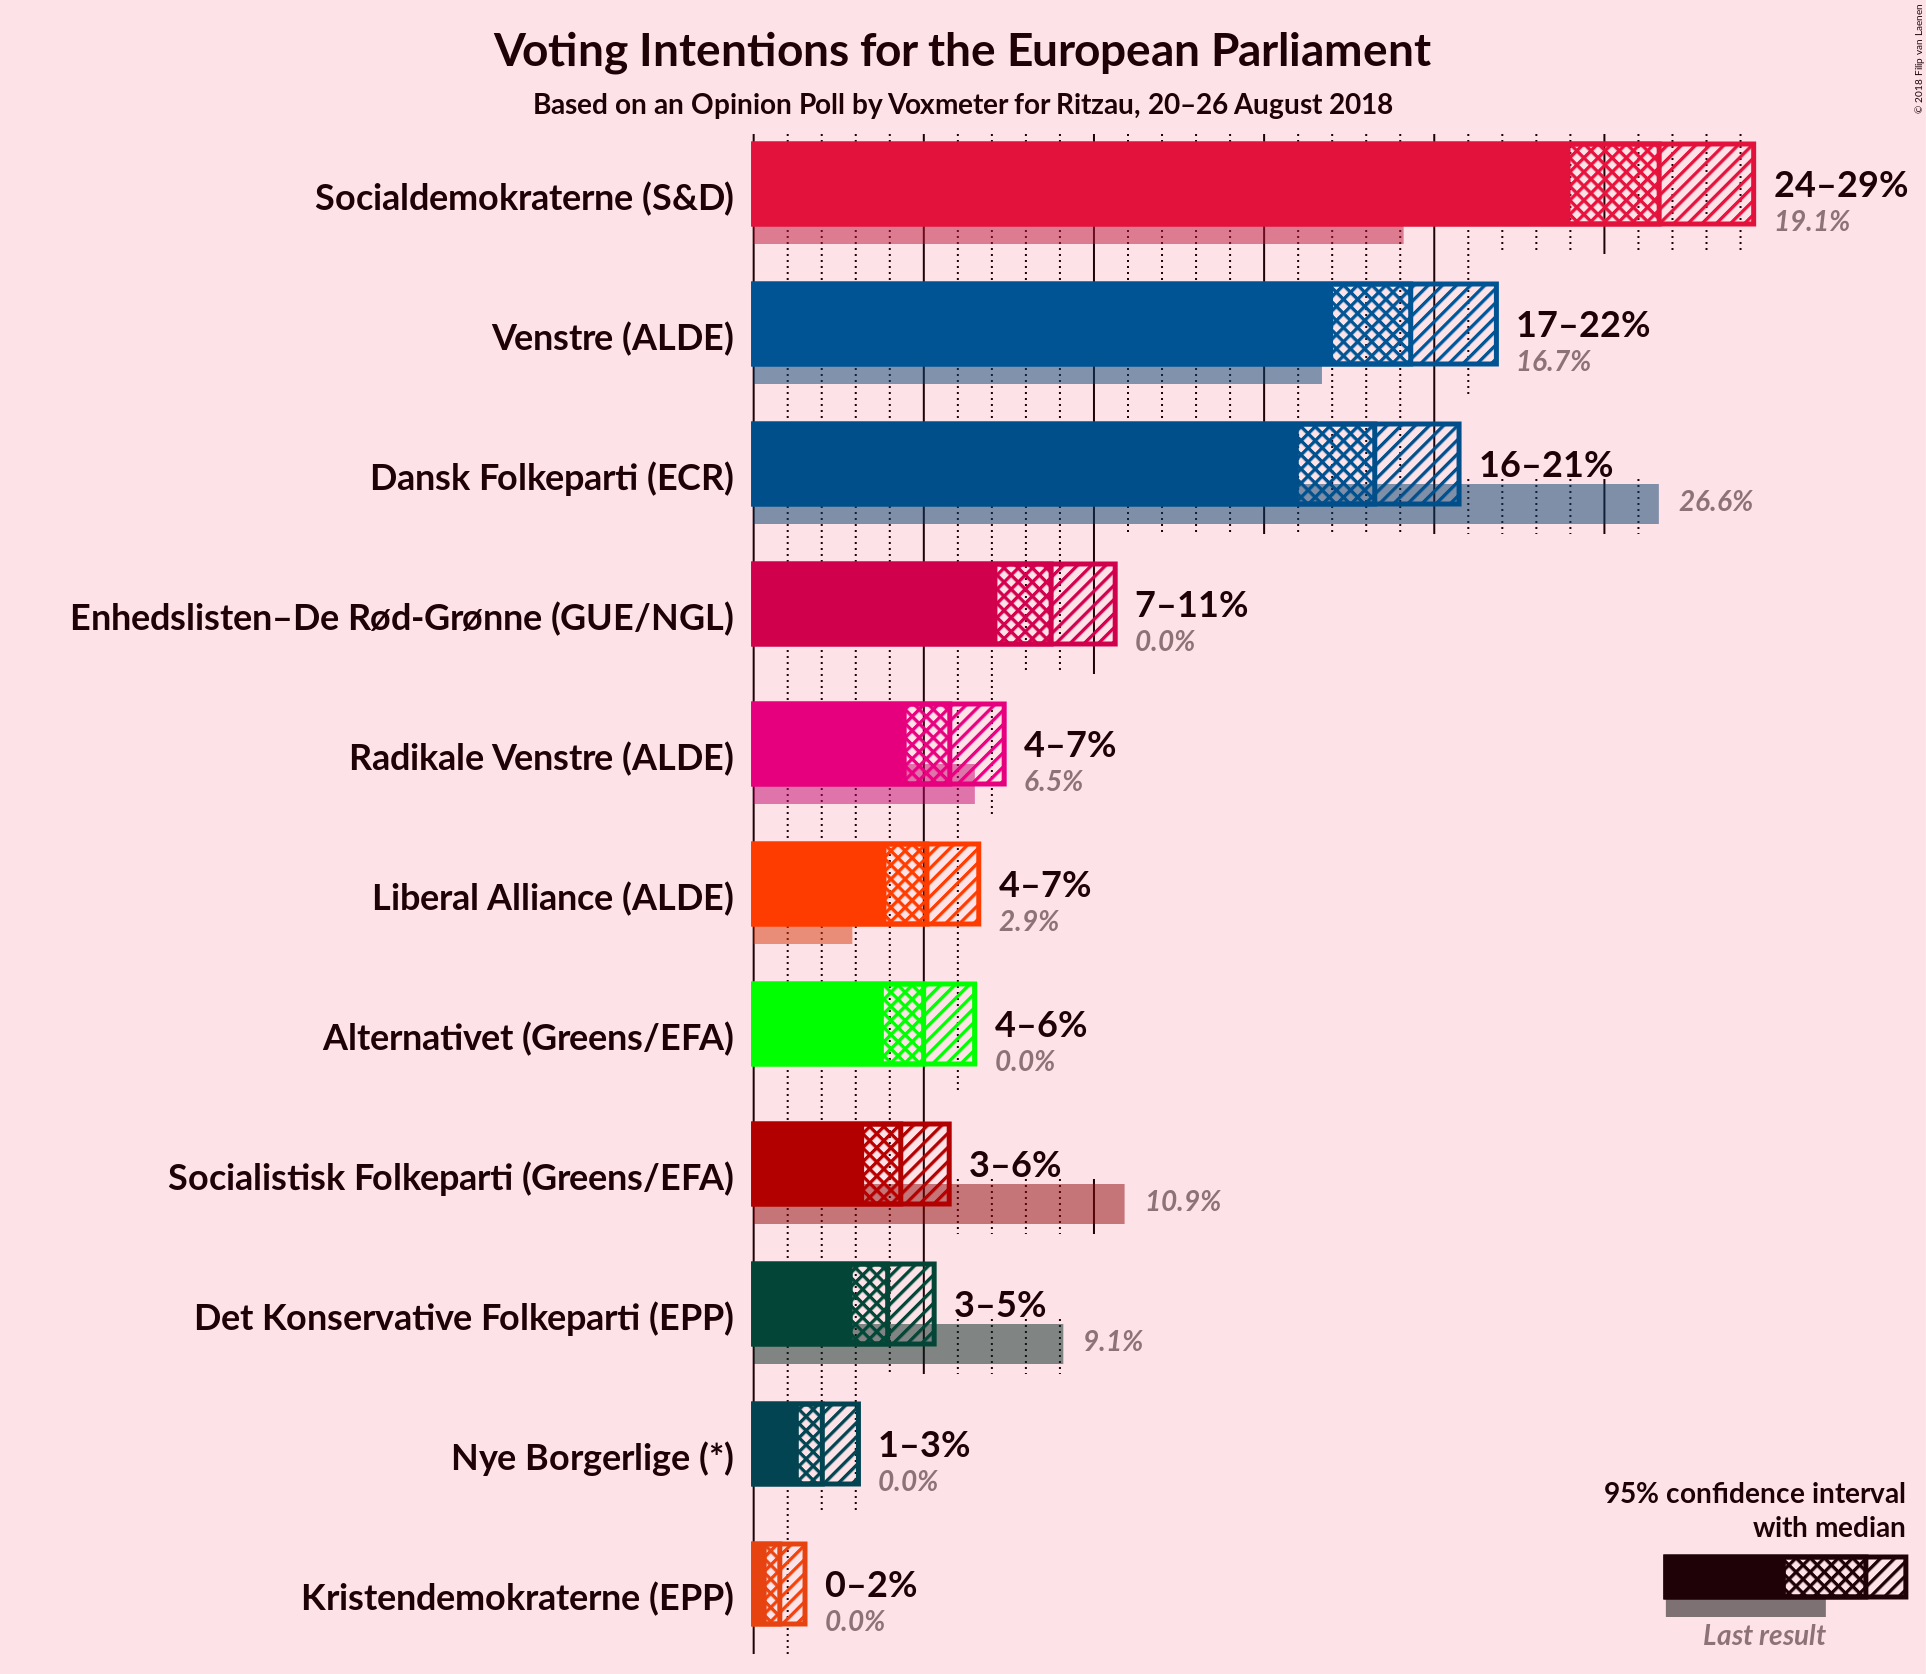 Voting Intentions for the European Parliament
Based on an Opinion Poll by Voxmeter for Ritzau, 20–26 August 2018
© 2018 Filip van Laenen
Socialdemokraterne (S&D)
24–29%
19.1%
Venstre (ALDE)
17–22%
16.7%
Dansk Folkeparti (ECR)
16–21%
26.6%
Enhedslisten–De Rød-Grønne (GUE/NGL)
7–11%
0.0%
Radikale Venstre (ALDE)
4–7%
6.5%
Liberal Alliance (ALDE)
4–7%
2.9%
Alternativet (Greens/EFA)
4–6%
0.0%
Socialistisk Folkeparti (Greens/EFA)
3–6%
10.9%
Det Konservative Folkeparti (EPP)
3–5%
9.1%
Nye Borgerlige (*)
1–3%
0.0%
Kristendemokraterne (EPP)
0–2%
0.0%
95% confidence interval
with median
Last result